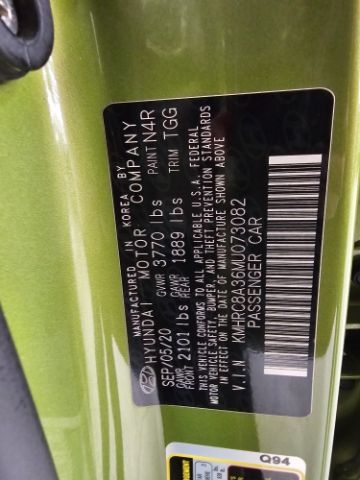 MANUFACTURED IN KOREA BY
HYUNDAI MOTOR COMPANY
SEP/05/20 GVWR 3770 lbs PAINT N4R
GAWR FRONT 2101 lbs GAWR REAR 1889 lbs TRIM TGG
THIS VEHICLE CONFORMS TO ALL APPLICABLE U.S.A. FEDERAL
MOTOR VEHICLE SAFETY, BUMPER, AND THEFT PREVENTION STANDARDS
IN EFFECT ON THE DATE OF MANUFACTURE SHOWN ABOVE
V.I.N: KMHRC8A36MU073082
PASSENGER CAR
Q94